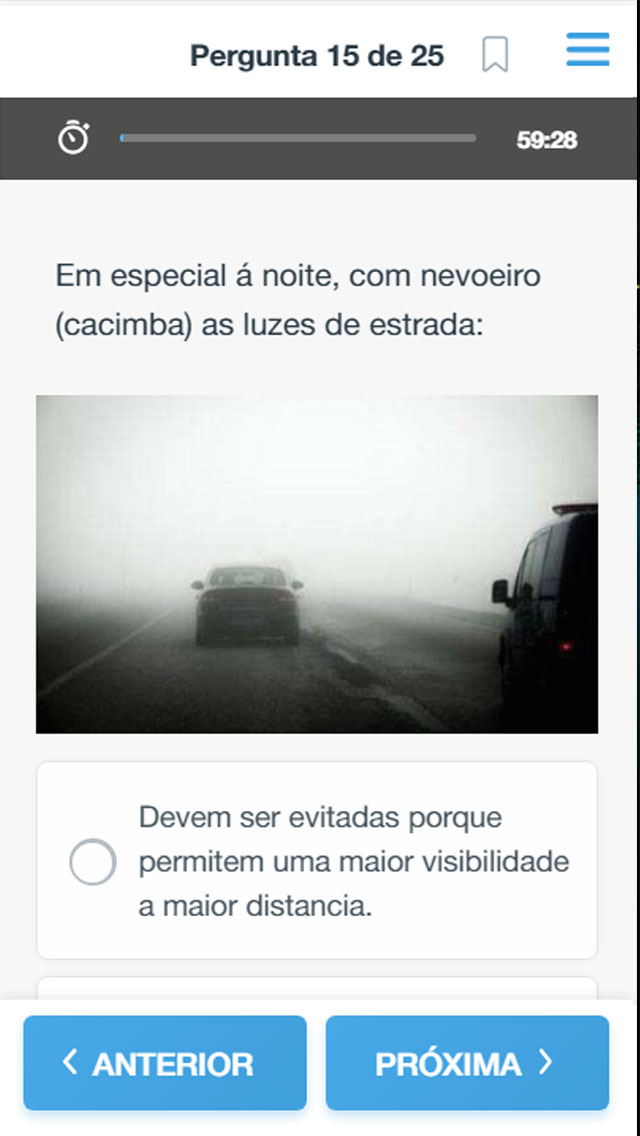 Pergunta 15 de 25
59:28
Em especial á noite, com nevoeiro
(cacimba) as luzes de estrada:
Devem ser evitadas porque
permitem uma maior visibilidade
a maior distancia.
ANTERIOR
PRÓXIMA